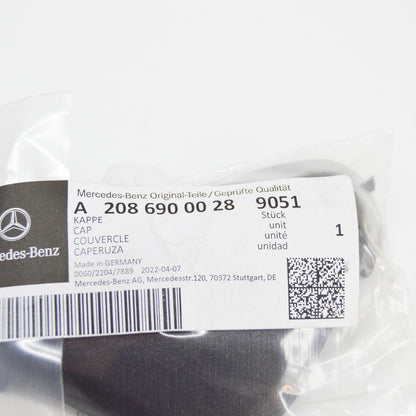 Mercedes-Benz Original-Teile/Geprüfte Qualität
A 208 690 00 28 9051
KAPPE Stück
CAP unit
COUVERCLE unité 1
CAPERUZA unidad
Made in GERMANY
0060/2204/7889 2022-04-07
Mercedes-Benz AG, Mercedesstr.120, 70372 Stuttgart, DE
edes-Benz